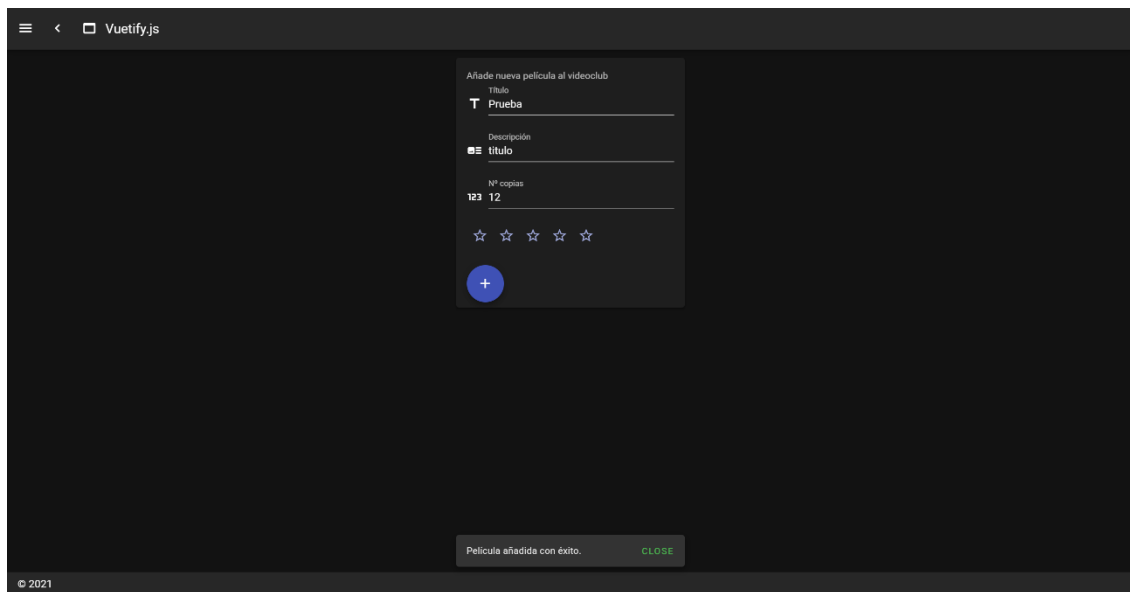 Vuetify.js
Añade nueva película al videoclub
Título
Prueba
Descripción
titulo
Nº copias
123 12
Película añadida con éxito. CLOSE
© 2021